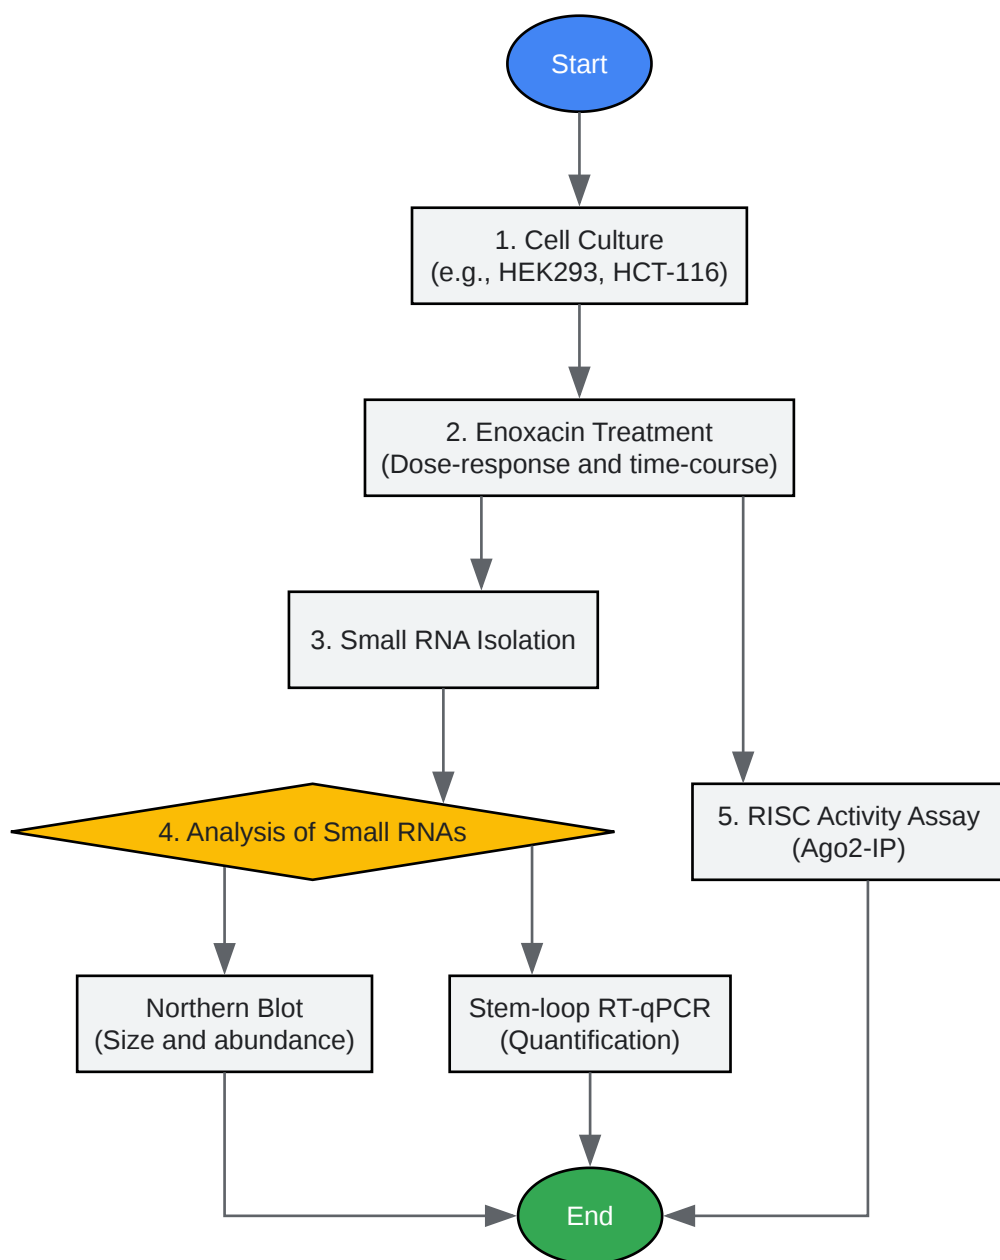 Start
1. Cell Culture
(e.g., HEK293, HCT-116)
2. Enoxacin Treatment
(Dose-response and time-course)
3. Small RNA Isolation
4. Analysis of Small RNAs
5. RISC Activity Assay
(Ago2-IP)
Northern Blot
(Size and abundance)
Stem-loop RT-qPCR
(Quantification)
End